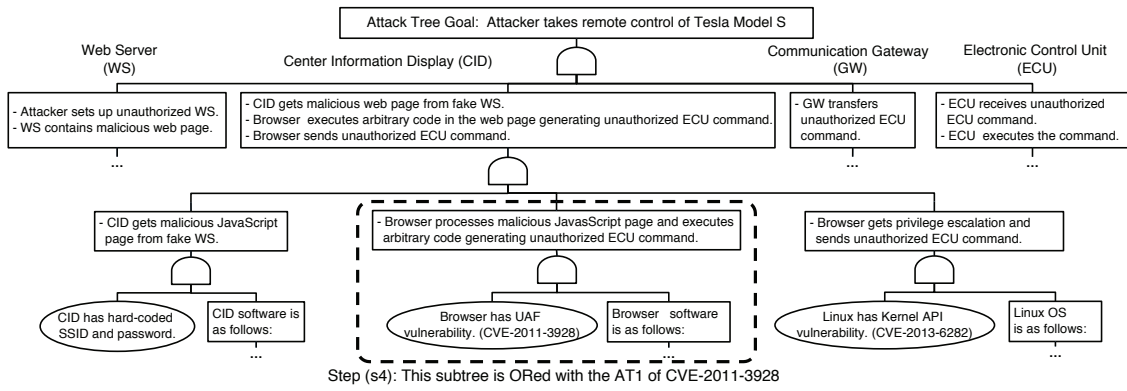 Attack Tree Goal: Attacker takes remote control of Tesla Model S
Web Server
(WS)
Center Information Display (CID)
Communication Gateway
(GW)
Electronic Control Unit
(ECU)
- Attacker sets up unauthorized WS.
- WS contains malicious web page.
...
- CID gets malicious web page from fake WS.
- Browser executes arbitrary code in the web page generating unauthorized ECU command.
- Browser sends unauthorized ECU command.
- GW transfers
unauthorized ECU
command.
...
- ECU receives unauthorized
ECU command.
- ECU executes the command.
...
- CID gets malicious JavaScript
page from fake WS.
- Browser processes malicious JavasScript page and executes
arbitrary code generating unauthorized ECU command.
- Browser gets privilege escalation and
sends unauthorized ECU command.
CID has hard-coded
SSID and password.
CID software is
as follows:
...
Browser has UAF
vulnerability. (CVE-2011-3928)
Browser software
is as follows:
...
Linux has Kernel API
vulnerability. (CVE-2013-6282)
Linux OS
is as follows:
...
Step (s4): This subtree is ORed with the AT1 of CVE-2011-3928